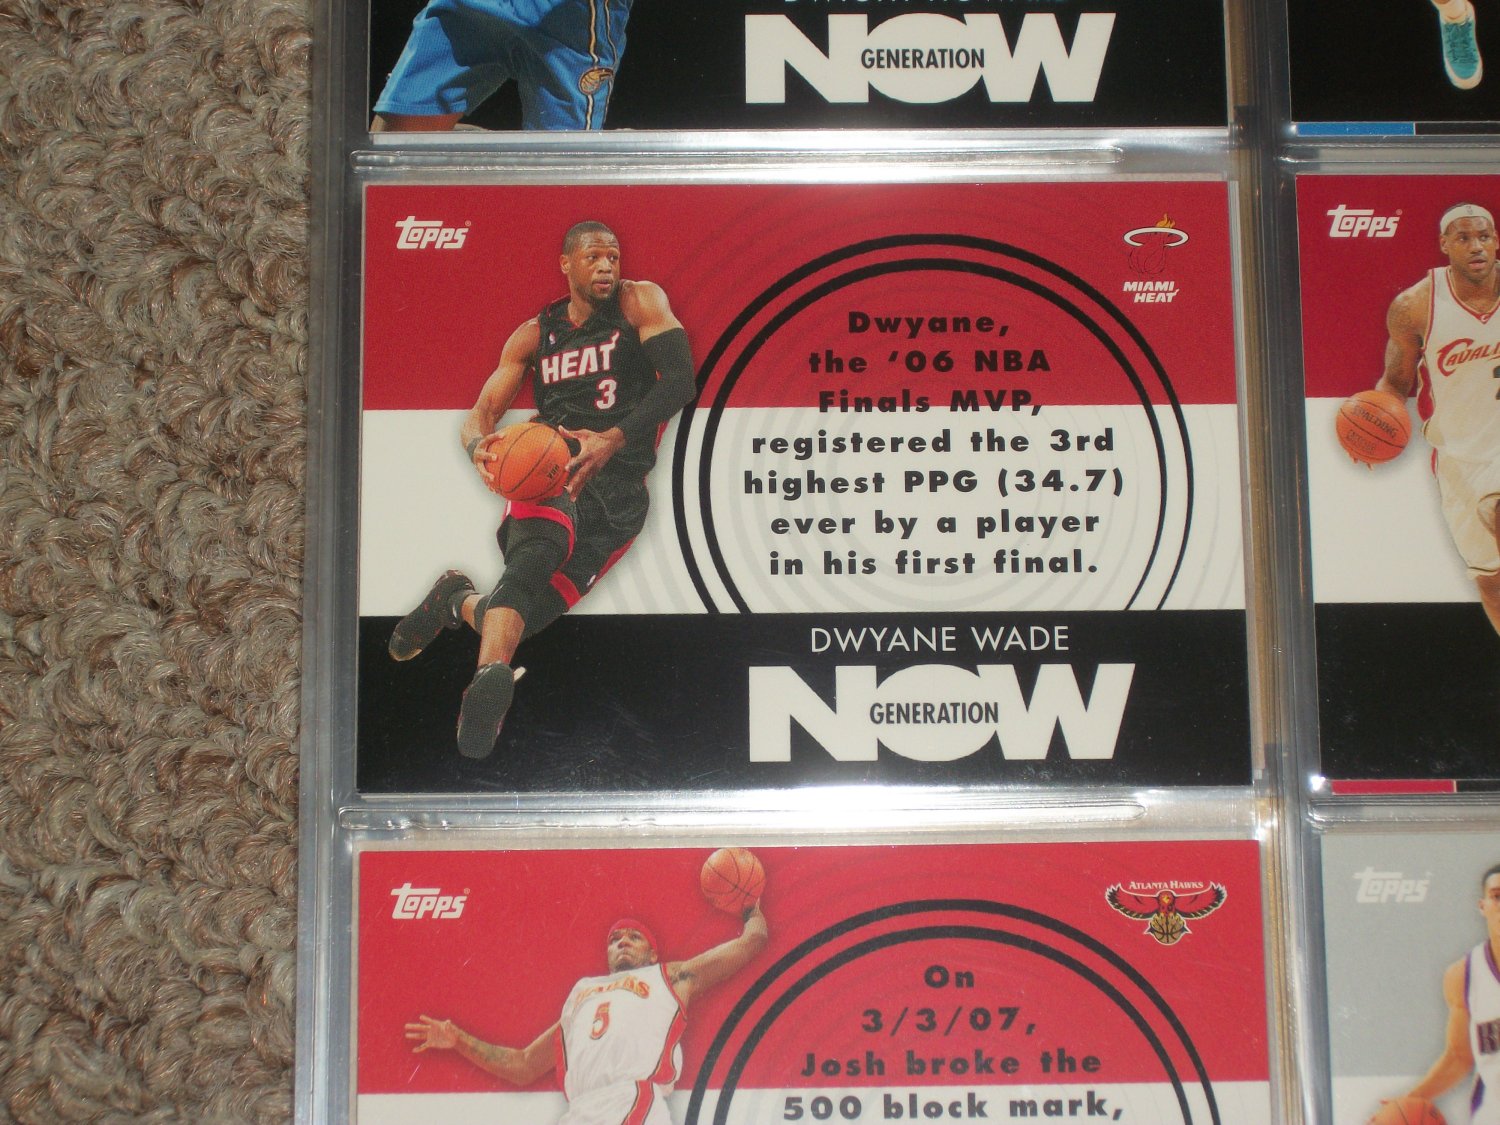 NOW
GENERATION
Topps
MIAMI
HEAT
HEAT
3
Dwyane,
the '06 NBA
Finals MVP,
registered the 3rd
highest PPG (34.7)
ever by a player
in his first final.
DWYANE WADE
NOW
GENERATION
Topps
SPALDING
Topps
ATLANTA HAWKS
5
On
3/3/07,
Josh broke the
500 block mark,
Topps